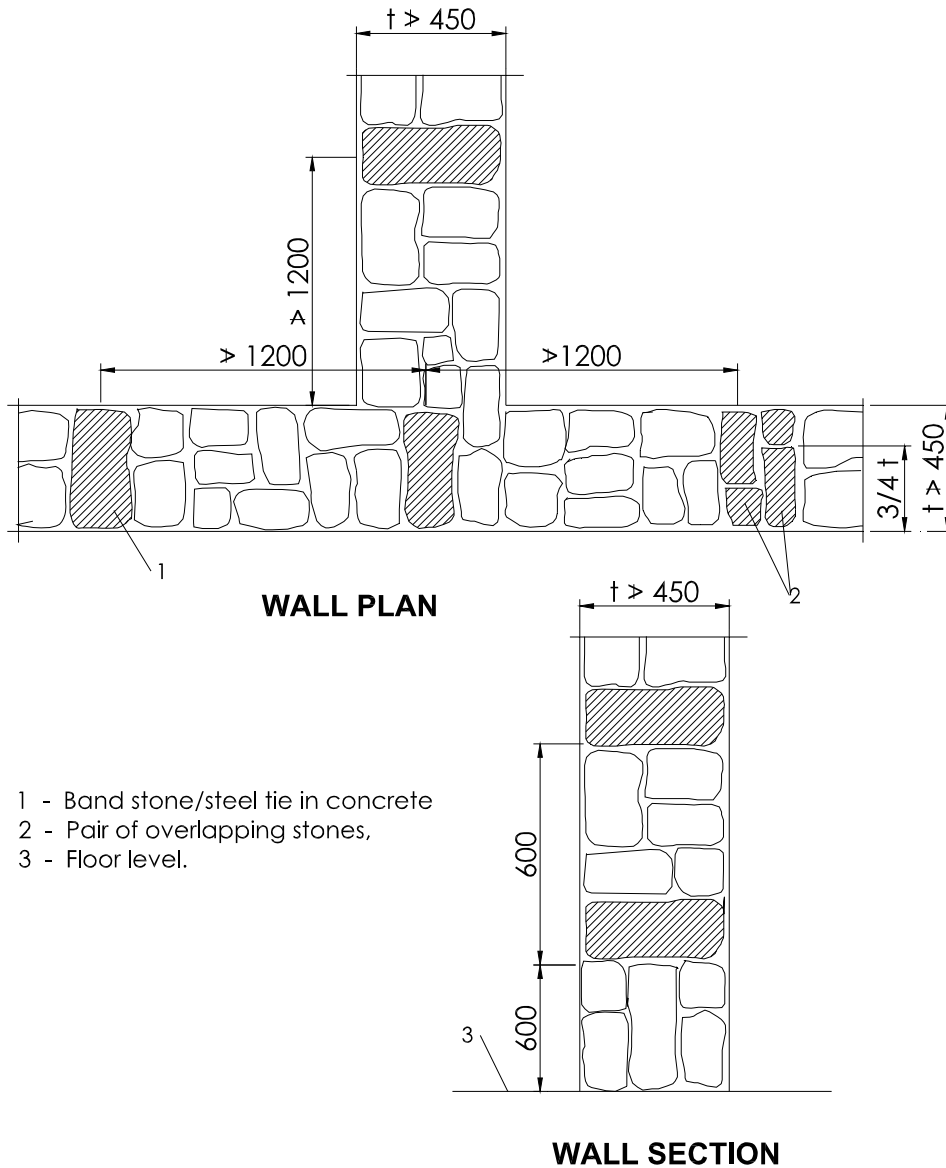 t ≯ 450
≯ 1200
≯ 1200
≯1200
3/4 t
t ≯ 450
1
2
WALL PLAN
t ≯ 450
1 - Band stone/steel tie in concrete
2 - Pair of overlapping stones,
3 - Floor level.
600
600
3
WALL SECTION